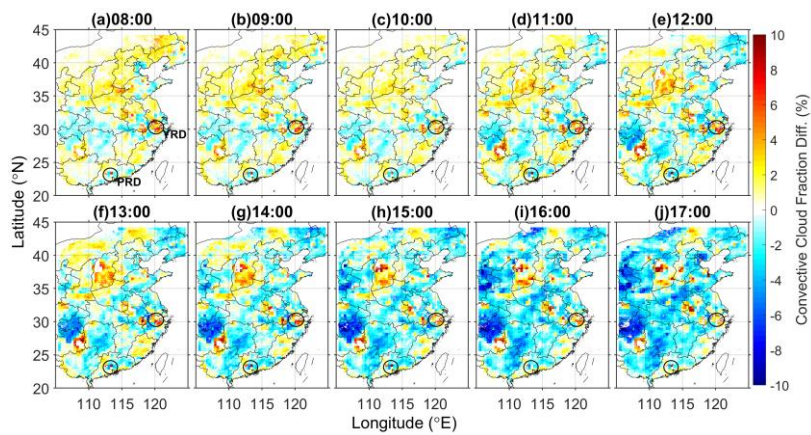 (a)08:00 (b)09:00 (c)10:00 (d)11:00 (e)12:00
45
40
35
30
25
20
YRD
PRD
(f)13:00 (g)14:00 (h)15:00 (i)16:00 (j)17:00
45
40
35
30
25
20
110 115 120 110 115 120 110 115 120 110 115 120 110 115 120
Latitude (°N)
Longitude (°E)
10
8
6
4
2
0
-2
-4
-6
-8
-10
Convective Cloud Fraction Diff. (%)